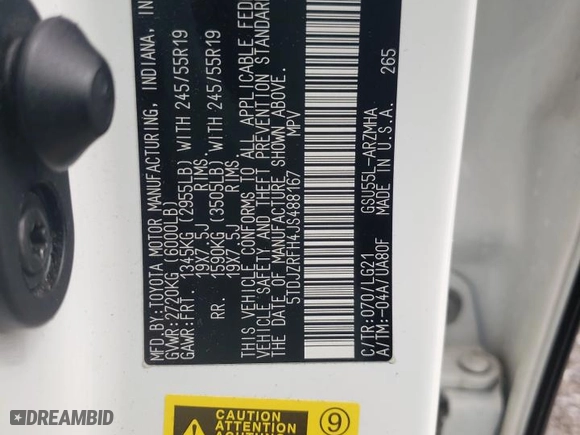 MFD.BY:TOYOTA MOTOR MANUFACTURING, INDIANA, IN
GVWR:2720KG (6000LB)
GAWR:FRT. 1345KG (2955LB) WITH 245/55R19
19X7.5J RIMS,
RR. 1590KG (3505LB) WITH 245/55R19
19X7.5J RIMS,
THIS VEHICLE CONFORMS TO ALL APPLICABLE FED
VEHICLE SAFETY AND THEFT PREVENTION STANDAR
THE DATE OF MANUFACTURE SHOWN ABOVE.
5TDJZRFH4JS488167 MPV
C/TR:070/LG21 GSU55L-ARZMHA 265
A/TM:-04A/UA80F MADE IN U.S.A.
CAUTION
ATTENTION
9
DREAMBID